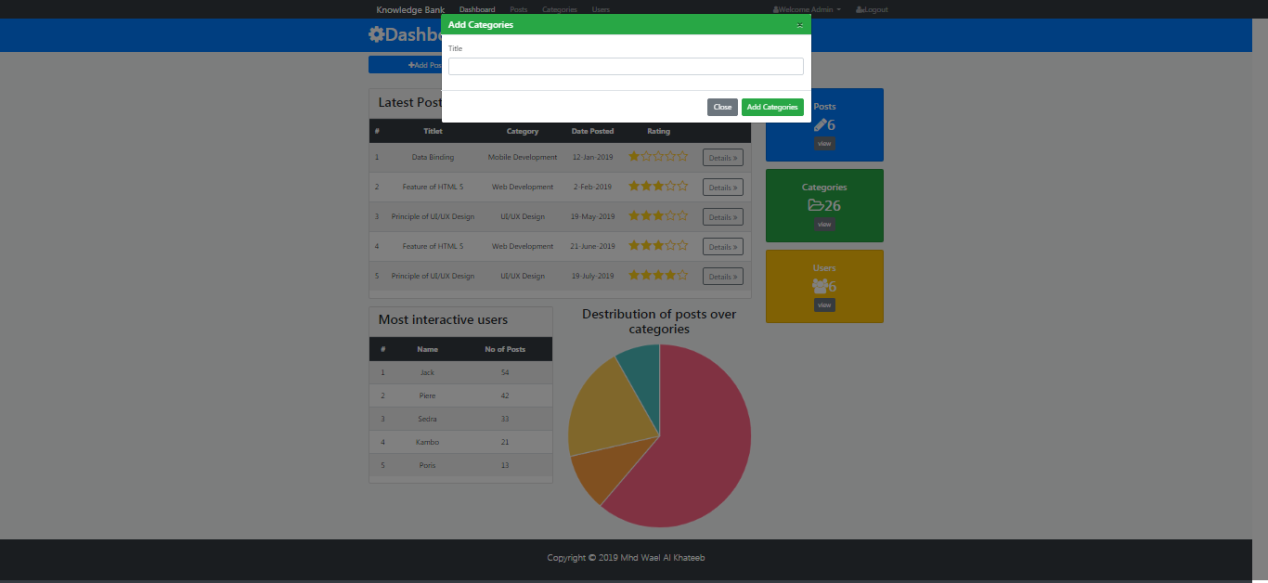 Knowledge Bank Dashboard Posts Categories Users Welcome Admin Logout
Add Categories ×
Title
Close Add Categories
+Add Pos
Latest Post
# Titlet Category Date Posted Rating
1 Data Binding Mobile Development 12-Jan-2019 Details »
2 Feature of HTML 5 Web Development 2-Feb-2019 Details »
3 Principle of UI/UX Design UI/UX Design 19-May-2019 Details »
4 Feature of HTML 5 Web Development 21-June-2019 Details »
5 Principle of UI/UX Design UI/UX Design 19-July-2019 Details »
Posts
6
view
Categories
26
view
Users
6
view
Most interactive users
# Name No of Posts
1 Jack 54
2 Piere 42
3 Sedra 33
4 Kambo 21
5 Poris 13
Destribution of posts over
categories
Copyright © 2019 Mhd Wael Al Khateeb